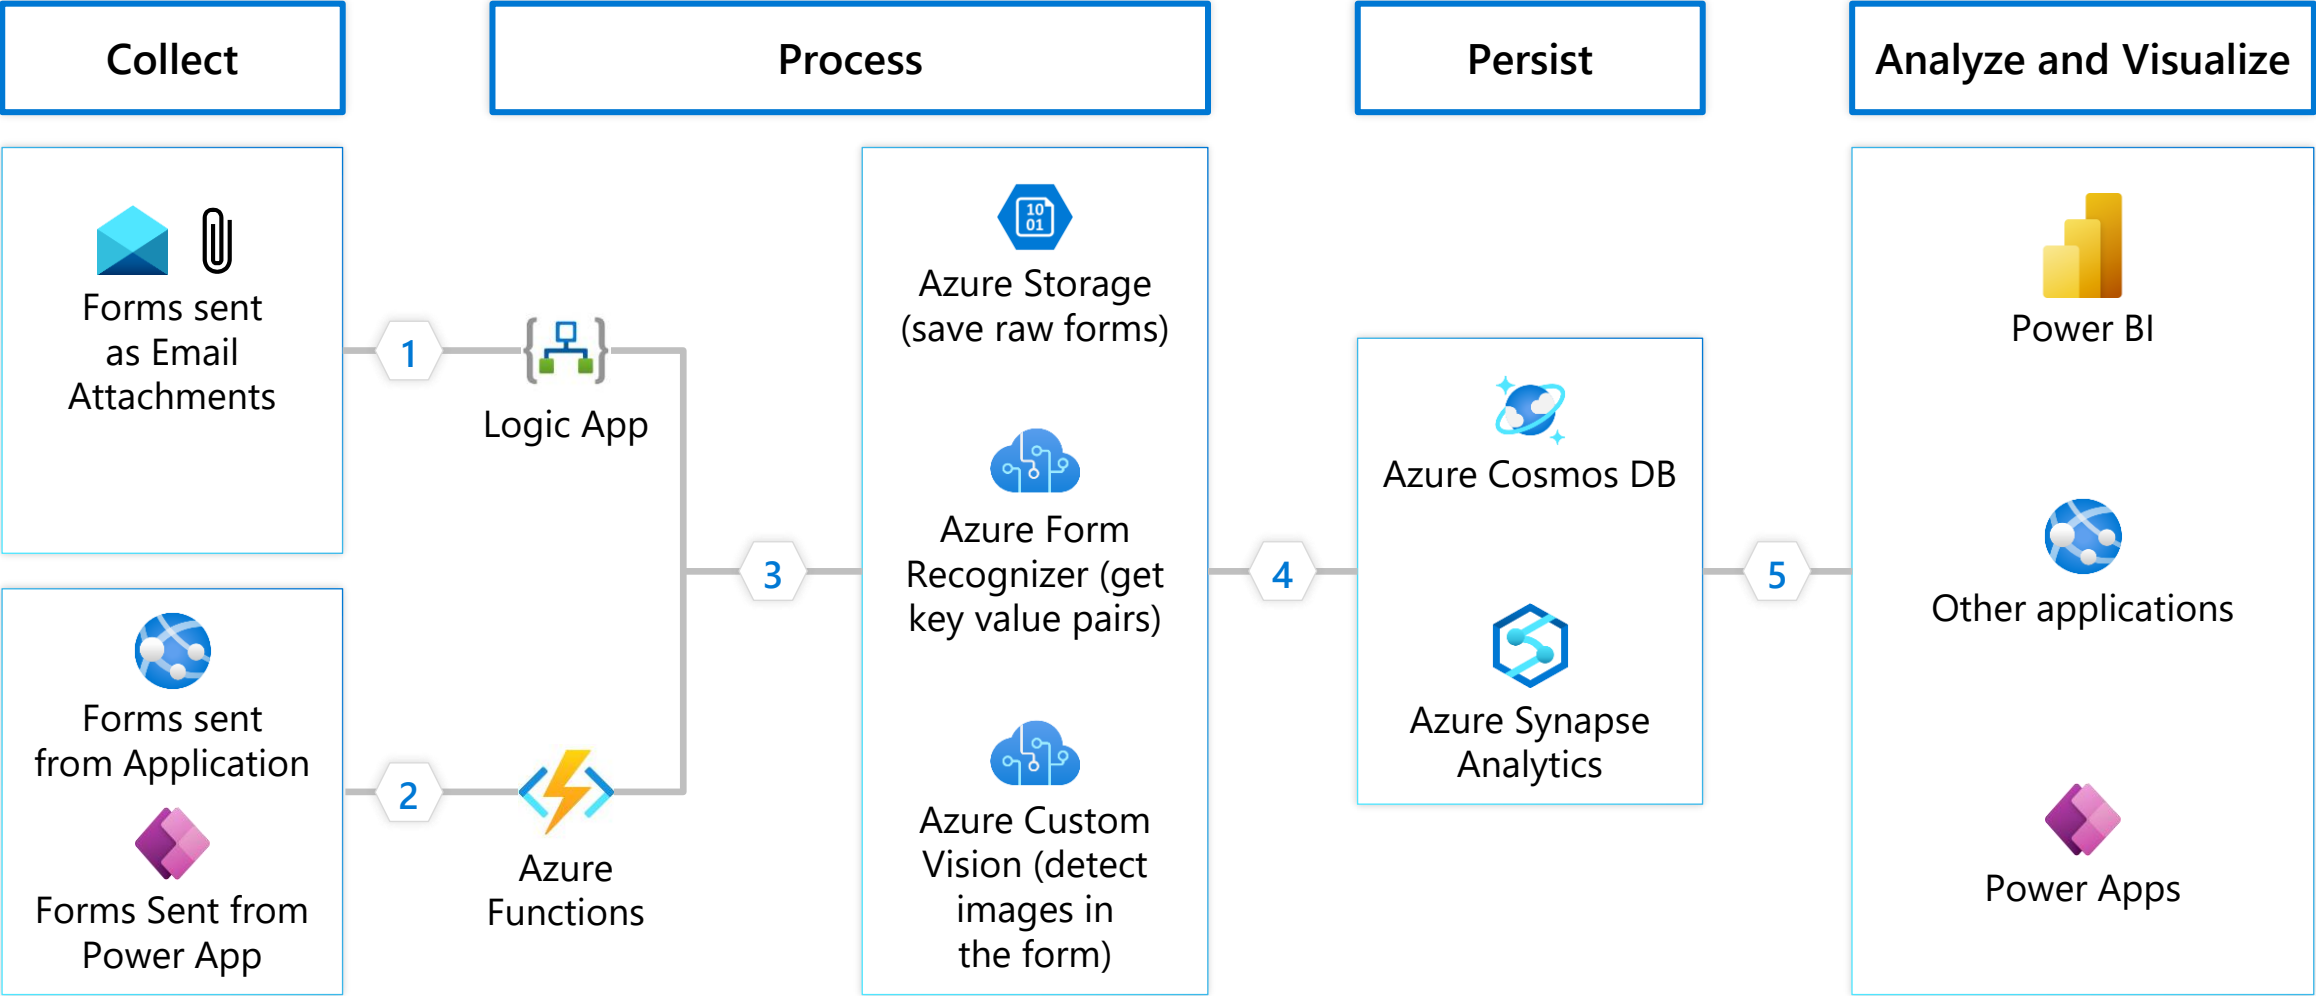 Collect
Process
Persist
Analyze and Visualize
Forms sent
as Email
Attachments
1
Logic App
Forms sent
from Application
Forms Sent from
Power App
2
Azure
Functions
3
10
01
Azure Storage
(save raw forms)
Azure Form
Recognizer (get
key value pairs)
Azure Custom
Vision (detect
images in
the form)
4
Azure Cosmos DB
Azure Synapse
Analytics
5
Power BI
Other applications
Power Apps